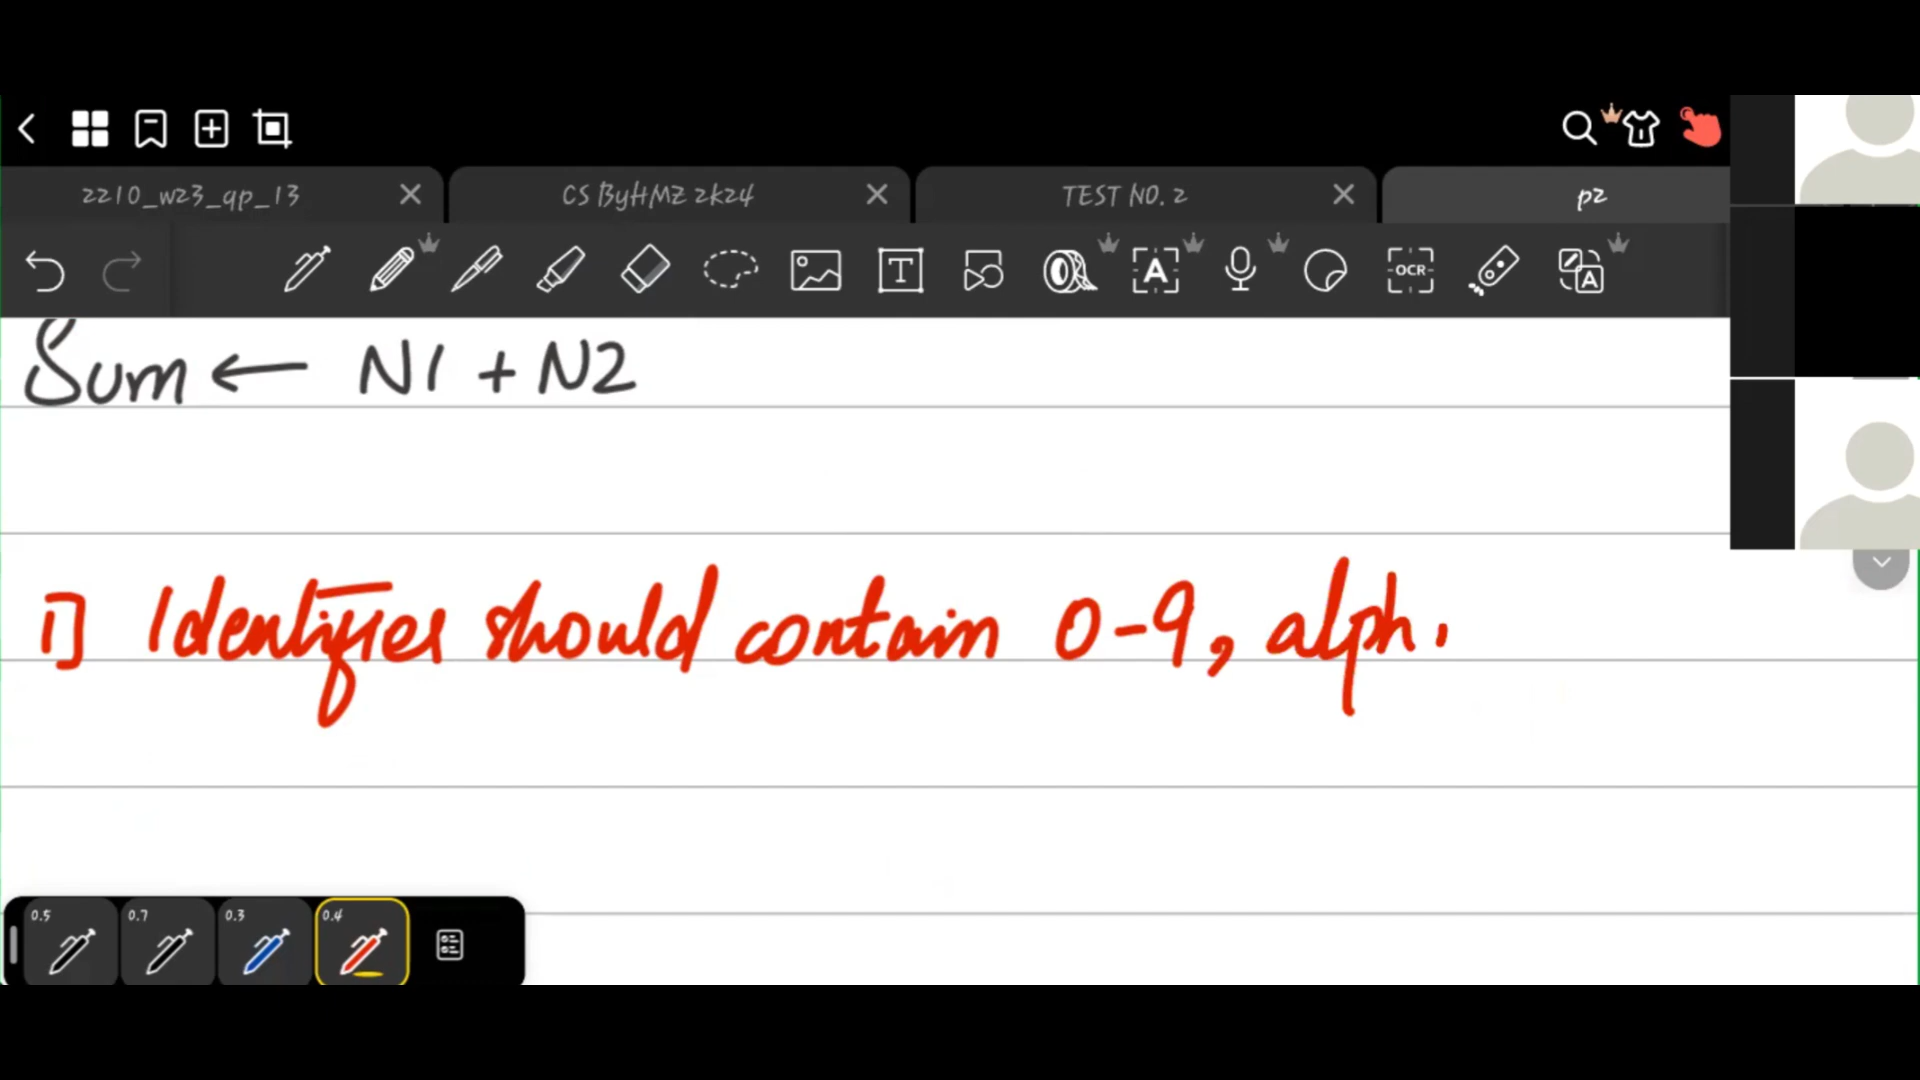 2210_w23_qp_13 CS ByHMZ 2k24 TEST NO. 2 p2
T A OCR A
Sum ← N1 + N2
1] Identifier should contain 0-9, alph.
0.5 0.7 0.3 0.4